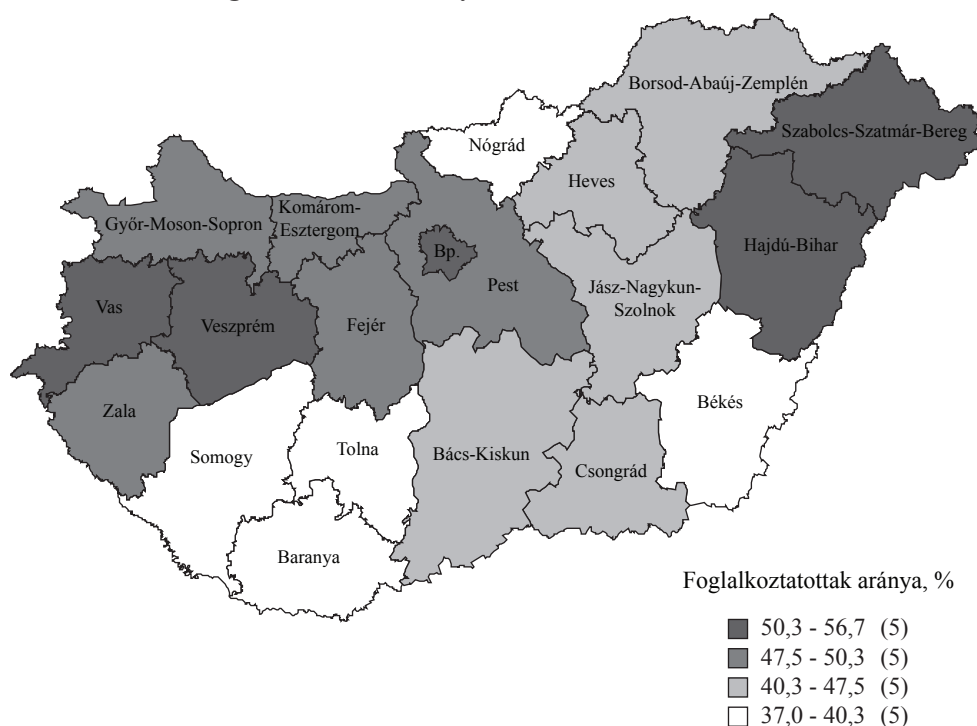 Borsod-Abaúj-Zemplén
Szabolcs-Szatmár-Bereg
Nógrád
Heves
Komárom-
Esztergom
Győr-Moson-Sopron
Bp.
Hajdú-Bihar
Pest
Jász-Nagykun-
Szolnok
Vas
Veszprém
Fejér
Zala
Békés
Somogy
Tolna
Bács-Kiskun
Csongrád
Baranya
Foglalkoztatottak aránya, %
50,3 - 56,7 (5)
47,5 - 50,3 (5)
40,3 - 47,5 (5)
37,0 - 40,3 (5)